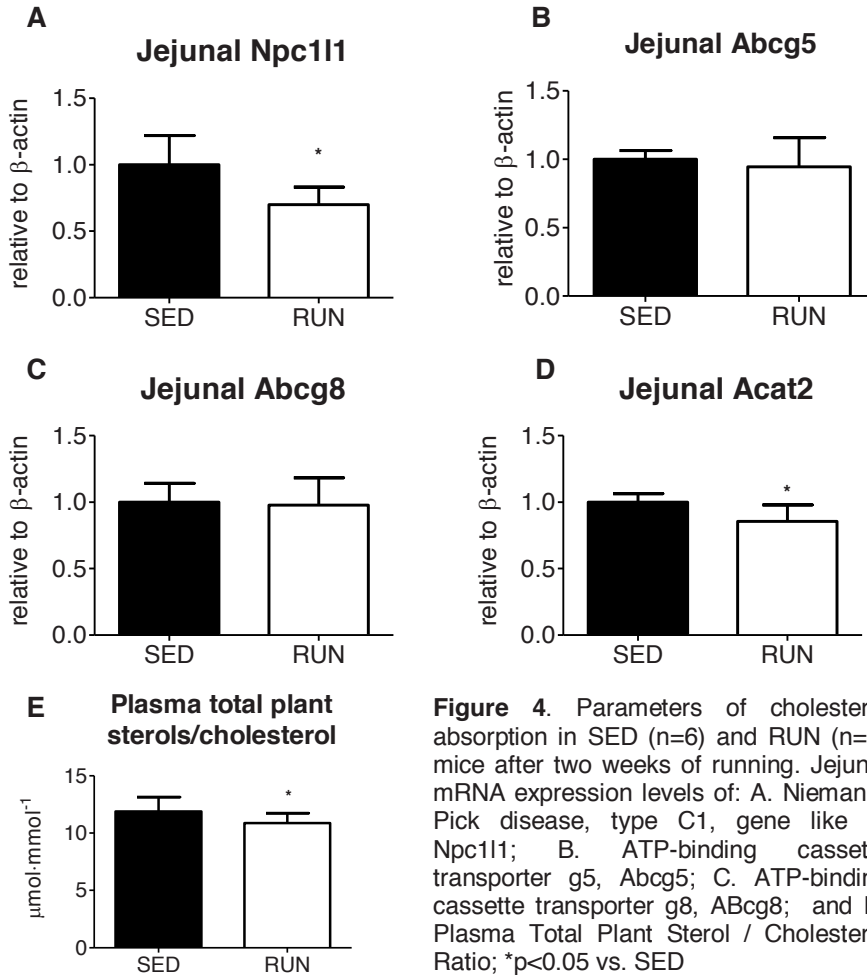 A
Jejunal Npc1l1
relative to β-actin
1.5
1.0
0.5
0.0
*
SED RUN
B
Jejunal Abcg5
relative to β-actin
1.5
1.0
0.5
0.0
SED RUN
C
Jejunal Abcg8
relative to β-actin
1.5
1.0
0.5
0.0
SED RUN
D
Jejunal Acat2
relative to β-actin
1.5
1.0
0.5
0.0
*
SED RUN
E
Plasma total plant
sterols/cholesterol
μmol·mmol⁻¹
15
10
5
0
*
SED RUN
Figure 4. Parameters of cholester
absorption in SED (n=6) and RUN (n=
mice after two weeks of running. Jejun
mRNA expression levels of: A. Nieman
Pick disease, type C1, gene like
Npc1l1; B. ATP-binding casset
transporter g5, Abcg5; C. ATP-bindin
cassette transporter g8, ABcg8; and
Plasma Total Plant Sterol / Cholester
Ratio; *p<0.05 vs. SED